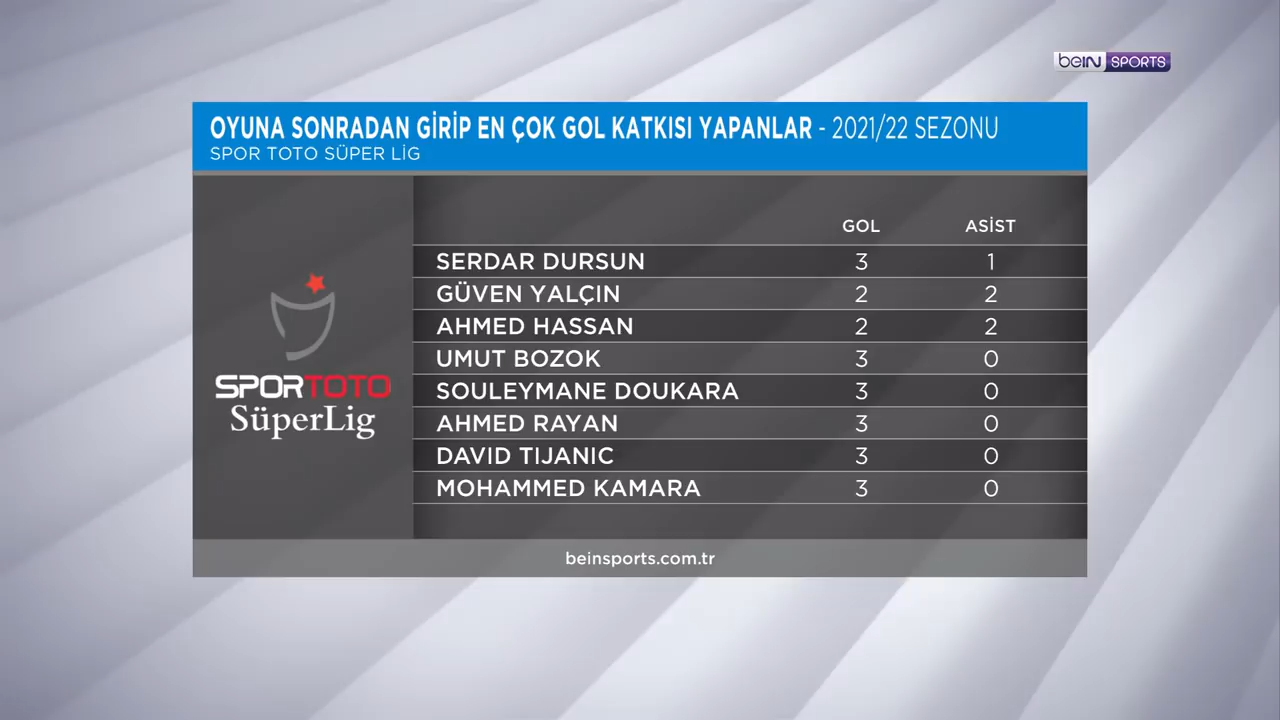 beIN SPORTS
OYUNA SONRADAN GİRİP EN ÇOK GOL KATKISI YAPANLAR - 2021/22 SEZONU
SPOR TOTO SÜPER LİG
GOL ASİST
SERDAR DURSUN 3 1
GÜVEN YALÇIN 2 2
AHMED HASSAN 2 2
UMUT BOZOK 3 0
SOULEYMANE DOUKARA 3 0
AHMED RAYAN 3 0
DAVID TIJANIC 3 0
MOHAMMED KAMARA 3 0
SPORTOTO
SüperLig
beinsports.com.tr